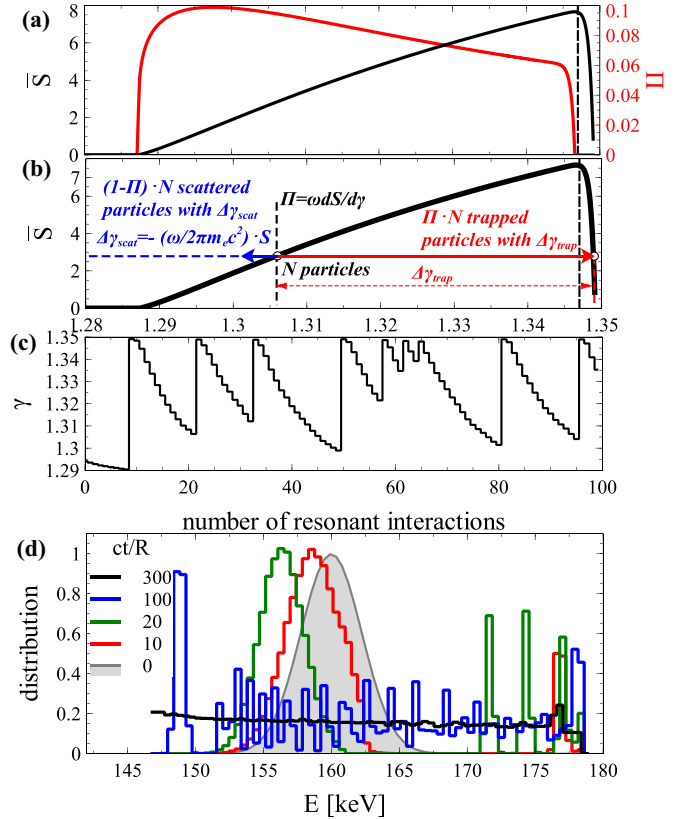 (a)
8
6
4
2
0
S̅
0.1
0.08
0.06
0.04
0.02
0
Π
(b)
6
4
2
0
S̅
(1-Π) ·N scattered
particles with Δγscat
Δγscat=- (ω/2πmec²) ·S
Π=ωdS/dγ
Π ·N trapped
particles with Δγtrap
N particles
Δγtrap
1.28 1.29 1.3 1.31 1.32 1.33 1.34 1.35
(c)
1.35
1.34
1.33
1.32
1.31
1.3
1.29
γ
0 20 40 60 80 100
number of resonant interactions
(d)
ct/R
300
100
20
10
0
1
0.8
0.6
0.4
0.2
0
distribution
145 150 155 160 165 170 175 180
E [keV]